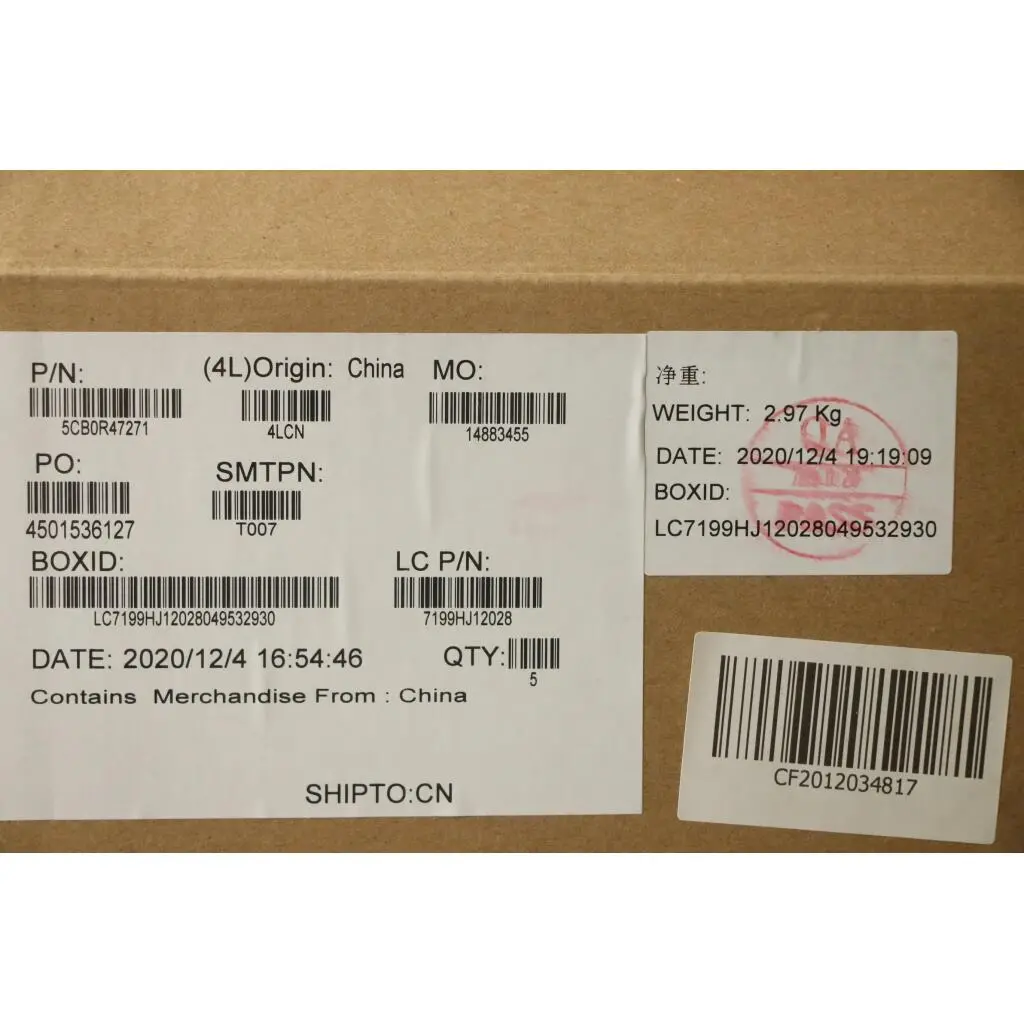 P/N:
(4L)Origin: China
MO:
5CB0R47271
4LCN
14883455
PO:
SMTPN:
4501536127
T007
BOXID:
LC P/N:
LC7199HJ12028049532930
7199HJ12028
DATE: 2020/12/4 16:54:46
QTY:
5
Contains Merchandise From : China
SHIPTO:CN
净重:
WEIGHT: 2.97 Kg
DATE: 2020/12/4 19:19:09
BOXID:
LC7199HJ12028049532930
QA
PASS
CF2012034817